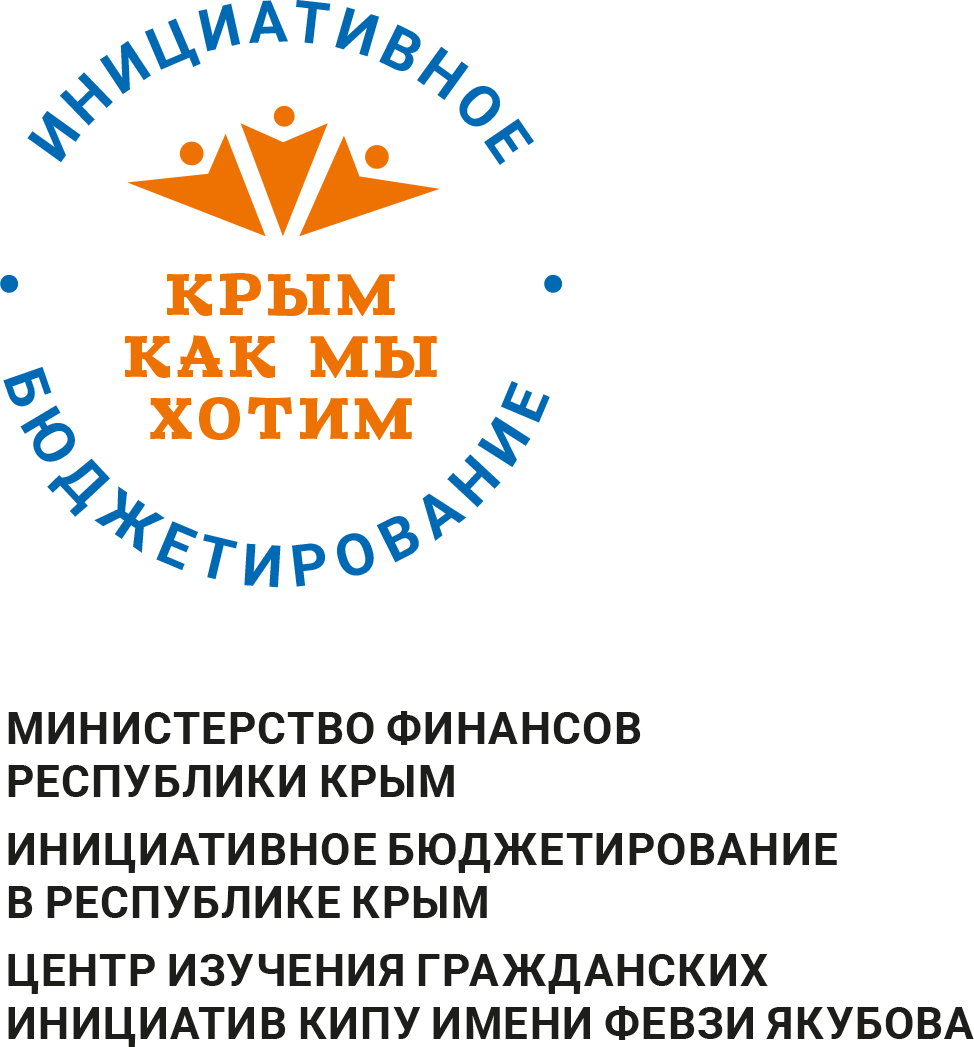 ИНИЦИАТИВНОЕ
КРЫМ
КАК МЫ
ХОТИМ
БЮДЖЕТИРОВАНИЕ
МИНИСТЕРСТВО ФИНАНСОВ
РЕСПУБЛИКИ КРЫМ
ИНИЦИАТИВНОЕ БЮДЖЕТИРОВАНИЕ
В РЕСПУБЛИКЕ КРЫМ
ЦЕНТР ИЗУЧЕНИЯ ГРАЖДАНСКИХ
ИНИЦИАТИВ КИПУ ИМЕНИ ФЕВЗИ ЯКУБОВА